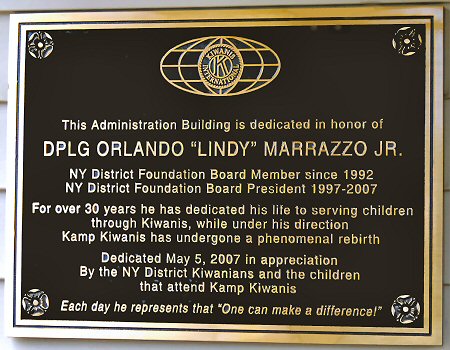 KIWANIS
INTERNATIONAL
K
This Administration Building is dedicated in honor of
DPLG ORLANDO “LINDY” MARRAZZO JR.
NY District Foundation Board Member since 1992
NY District Foundation Board President 1997-2007
For over 30 years he has dedicated his life to serving children
through Kiwanis, while under his direction
Kamp Kiwanis has undergone a phenomenal rebirth
Dedicated May 5, 2007 in appreciation
By the NY District Kiwanians and the children
that attend Kamp Kiwanis
Each day he represents that “One can make a difference!”